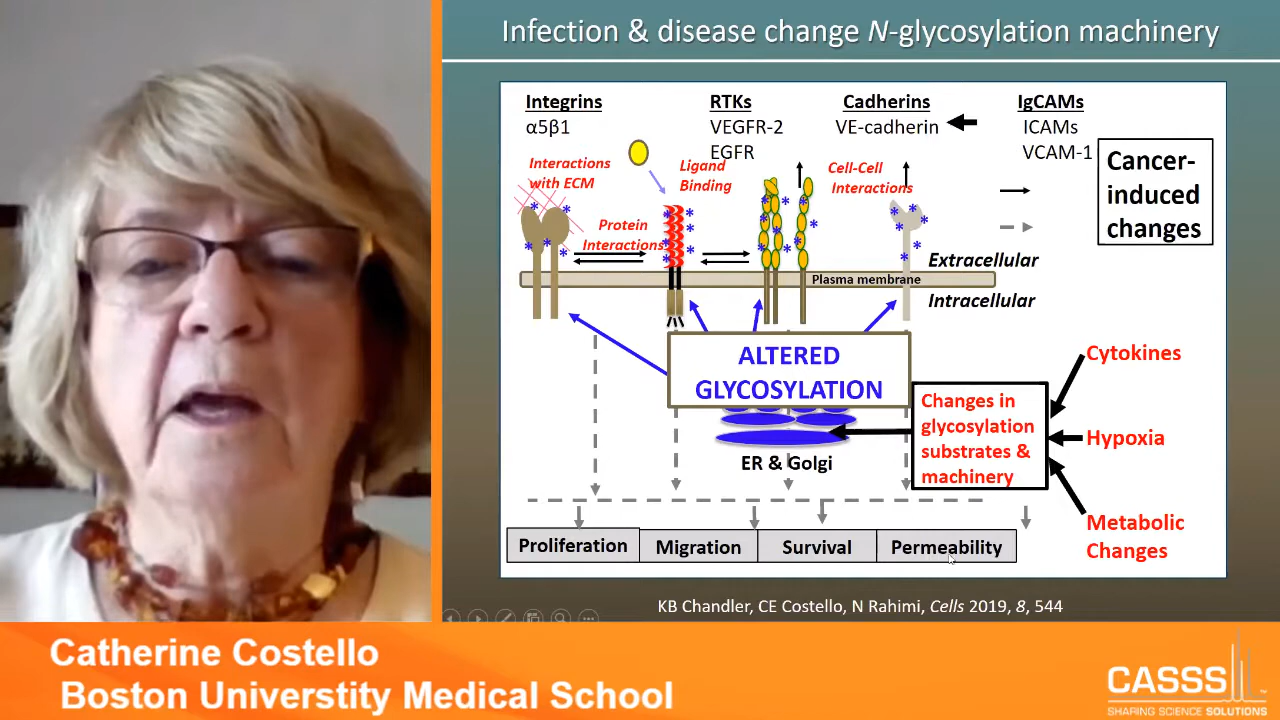 Infection & disease change N-glycosylation machinery
Integrins
α5β1
RTKs
VEGFR-2
EGFR
Cadherins
VE-cadherin
IgCAMs
ICAMs
VCAM-1
Cancer-
induced
changes
Interactions
with ECM
Ligand
Binding
Cell-Cell
Interactions
Protein
Interactions
Plasma membrane
Extracellular
Intracellular
ALTERED
GLYCOSYLATION
Changes in
glycosylation
substrates &
machinery
Cytokines
Hypoxia
Metabolic
Changes
ER & Golgi
Proliferation
Migration
Survival
Permeability
KB Chandler, CE Costello, N Rahimi, Cells 2019, 8, 544
Catherine Costello
Boston Universtity Medical School
CASSS
SHARING SCIENCE SOLUTIONS